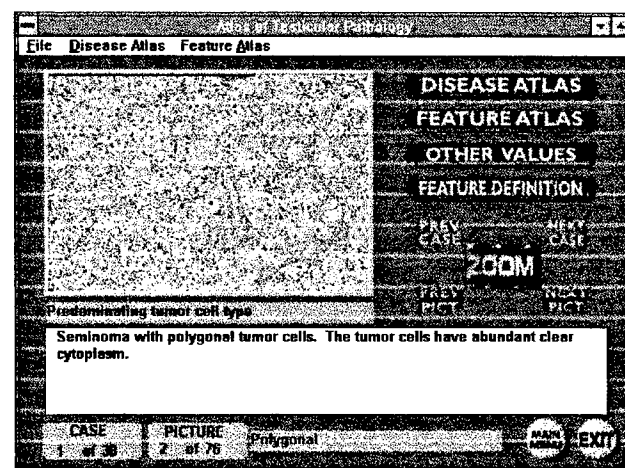 Atlas of Testicular Pathology
File Disease Atlas Feature Atlas
DISEASE ATLAS
FEATURE ATLAS
OTHER VALUES
FEATURE DEFINITION
PREV CASE
NEXT CASE
ZOOM
PREV PICT
NEXT PICT
Predominating tumor cell type
Seminoma with polygonal tumor cells. The tumor cells have abundant clear
cytoplasm.
CASE
1 of 38
PICTURE
2 of 76
Polygonal
MAIN MENU
EXIT